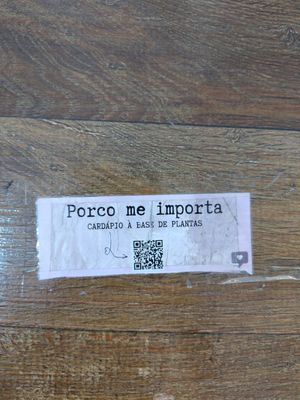 Porco me importa
CARDÁPIO À BASE DE PLANTAS